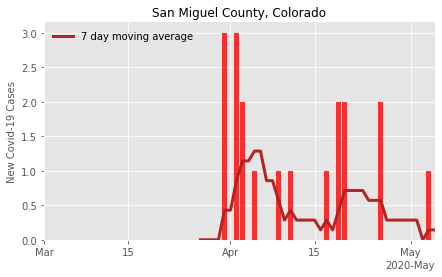 San Miguel County, Colorado
7 day moving average
New Covid-19 Cases
3.0
2.5
2.0
1.5
1.0
0.5
0.0
Mar 15 Apr 15 May
2020-May